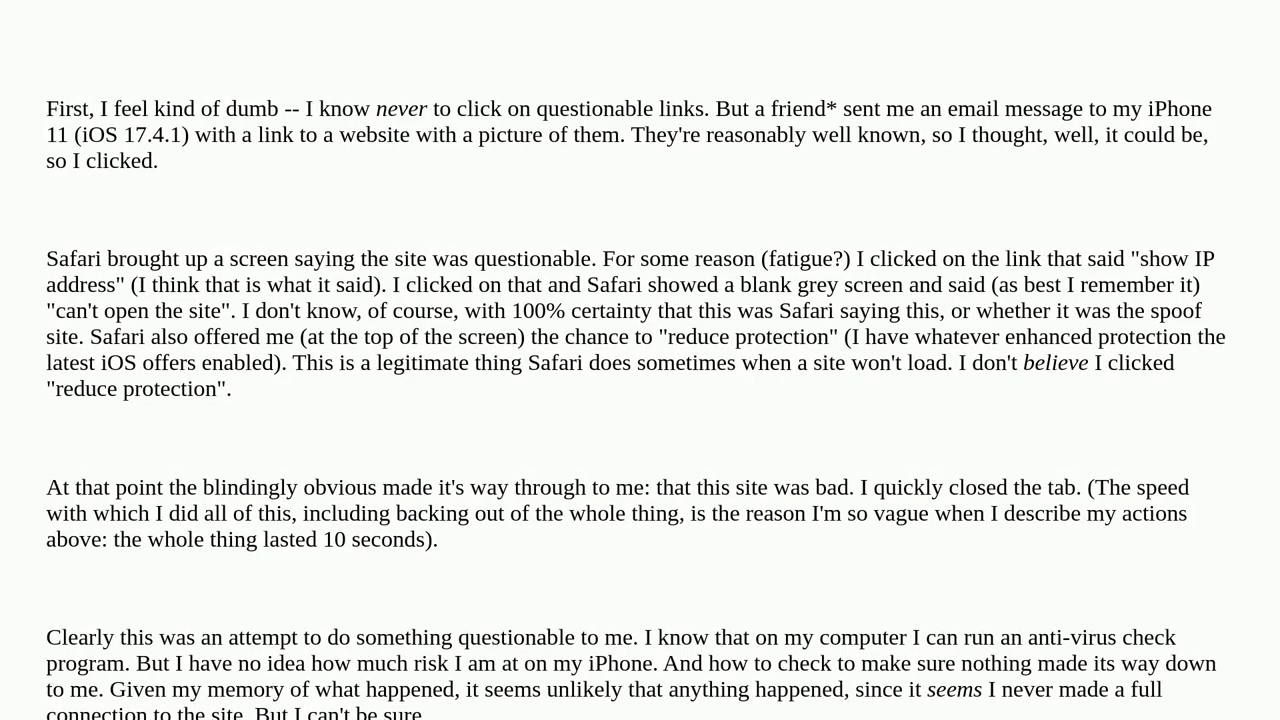 First, I feel kind of dumb -- I know never to click on questionable links. But a friend* sent me an email message to my iPhone
11 (iOS 17.4.1) with a link to a website with a picture of them. They're reasonably well known, so I thought, well, it could be,
so I clicked.
Safari brought up a screen saying the site was questionable. For some reason (fatigue?) I clicked on the link that said "show IP
address" (I think that is what it said). I clicked on that and Safari showed a blank grey screen and said (as best I remember it)
"can't open the site". I don't know, of course, with 100% certainty that this was Safari saying this, or whether it was the spoof
site. Safari also offered me (at the top of the screen) the chance to "reduce protection" (I have whatever enhanced protection the
latest iOS offers enabled). This is a legitimate thing Safari does sometimes when a site won't load. I don't believe I clicked
"reduce protection".
At that point the blindingly obvious made it's way through to me: that this site was bad. I quickly closed the tab. (The speed
with which I did all of this, including backing out of the whole thing, is the reason I'm so vague when I describe my actions
above: the whole thing lasted 10 seconds).
Clearly this was an attempt to do something questionable to me. I know that on my computer I can run an anti-virus check
program. But I have no idea how much risk I am at on my iPhone. And how to check to make sure nothing made its way down
to me. Given my memory of what happened, it seems unlikely that anything happened, since it seems I never made a full
connection to the site. But I can't be sure.